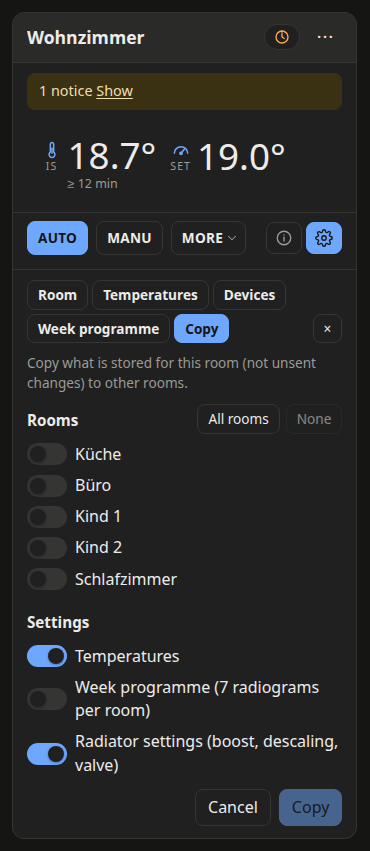 Wohnzimmer
1 notice Show
IS 18.7° SET 19.0°
≥ 12 min
AUTO MANU MORE
Room Temperatures Devices
Week programme Copy ×
Copy what is stored for this room (not unsent
changes) to other rooms.
Rooms All rooms None
Küche
Büro
Kind 1
Kind 2
Schlafzimmer
Settings
Temperatures
Week programme (7 radiograms
per room)
Radiator settings (boost, descaling,
valve)
Cancel Copy